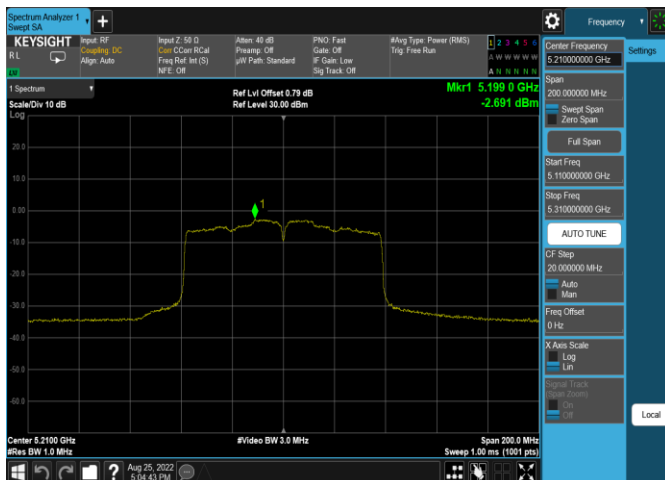 Spectrum Analyzer 1
Swept SA
+
Frequency
KEYSIGHT
R L
Input: RF
Coupling: DC
Align: Auto
Input Z: 50 Ω
Corr CCorr RCal
Freq Ref: Int (S)
NFE: Off
Atten: 40 dB
Preamp: Off
µW Path: Standard
PNO: Fast
Gate: Off
IF Gain: Low
Sig Track: Off
#Avg Type: Power (RMS)
Trig: Free Run
1 2 3 4 5 6
A W W W W W
A N N N N N
1 Spectrum
Scale/Div 10 dB
Log
Ref Lvl Offset 0.79 dB
Ref Level 30.00 dBm
Mkr1 5.199 0 GHz
-2.691 dBm
20.0
10.0
0.00
-10.0
-20.0
-30.0
-40.0
-50.0
-60.0
1
Center 5.2100 GHz
#Res BW 1.0 MHz
#Video BW 3.0 MHz
Span 200.0 MHz
Sweep 1.00 ms (1001 pts)
Aug 25, 2022
5:04:43 PM
?
Center Frequency
5.210000000 GHz
Span
200.000000 MHz
Swept Span
Zero Span
Full Span
Start Freq
5.110000000 GHz
Stop Freq
5.310000000 GHz
AUTO TUNE
CF Step
20.000000 MHz
Auto
Man
Freq Offset
0 Hz
X Axis Scale
Log
Lin
Signal Track
(Span Zoom)
On
Off
Settings
Local